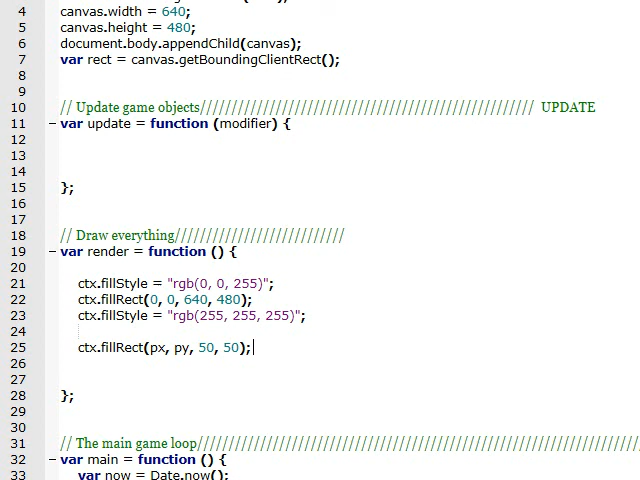 4 canvas.width = 640;
5 canvas.height = 480;
6 document.body.appendChild(canvas);
7 var rect = canvas.getBoundingClientRect();
8
9
10 // Update game objects///////////////////////////////////////////////////// UPDATE
11 var update = function (modifier) {
12
13
14
15 };
16
17
18 // Draw everything///////////////////////////
19 var render = function () {
20
21 ctx.fillStyle = "rgb(0, 0, 255)";
22 ctx.fillRect(0, 0, 640, 480);
23 ctx.fillStyle = "rgb(255, 255, 255)";
24
25 ctx.fillRect(px, py, 50, 50);
26
27
28 };
29
30
31 // The main game loop//////////////////////////////////////////////////////////////////////
32 var main = function () {
33 var now = Date.now();